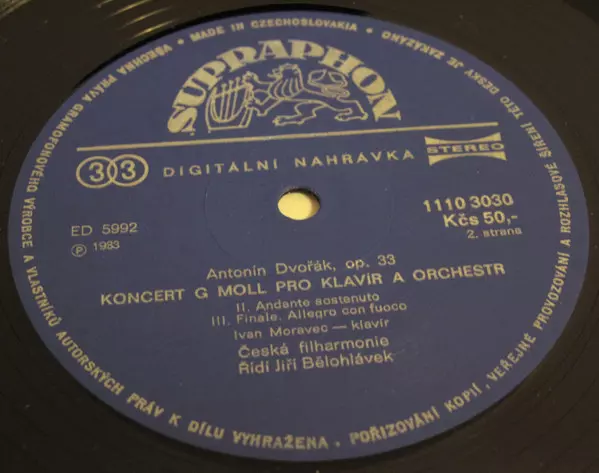 MADE IN CZECHOSLOVAKIA • VŠECHNA PRÁVA GRAMOFONOVÉHO VÝROBCE A VLASTNÍKŮ AUTORSKÝCH PRÁV K DÍLU VYHRAŽENA • POŘIZOVÁNÍ KOPIÍ, VEŘEJNÉ PROVOZOVÁNÍ A ROZHLASOVÉ ŠÍŘENÍ TÉTO DESKY JE ZAKÁZÁNO •
SUPRAPHON
33 DIGITÁLNÍ NAHRÁVKA STEREO
ED 5992
℗ 1983
1110 3030
Kčs 50,-
2. strana
Antonín Dvořák, op. 33
KONCERT G MOLL PRO KLAVÍR A ORCHESTR
II. Andante sostenuto
III. Finale. Allegro con fuoco
Ivan Moravec — klavír
Česká filharmonie
Řídí Jiří Bělohlávek